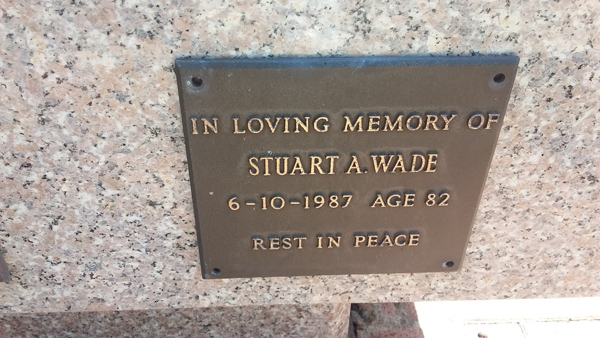 IN LOVING MEMORY OF
STUART A. WADE
6-10-1987 AGE 82
REST IN PEACE